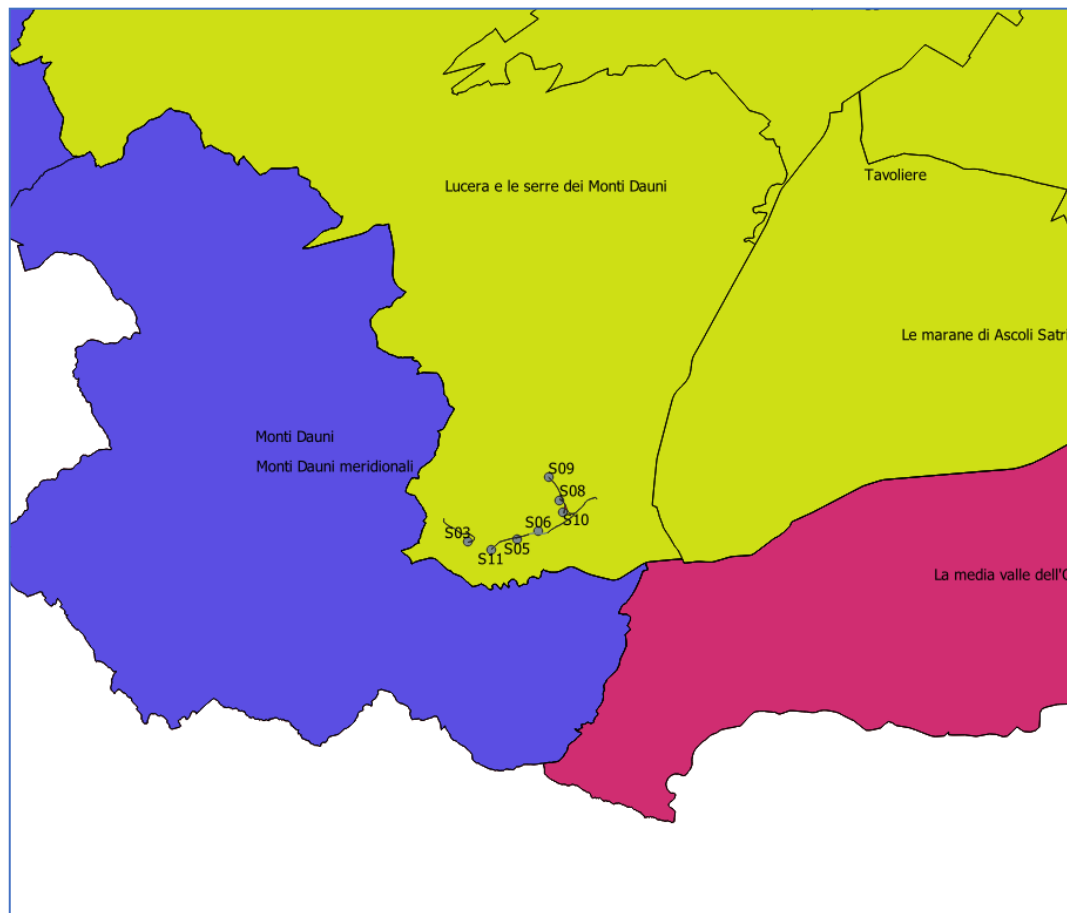 Lucera e le serre dei Monti Dauni
Tavoliere
Le marane di Ascoli Satri
Monti Dauni
Monti Dauni meridionali
S09
S08
S10
S06
S03
S05
S11
La media valle dell'